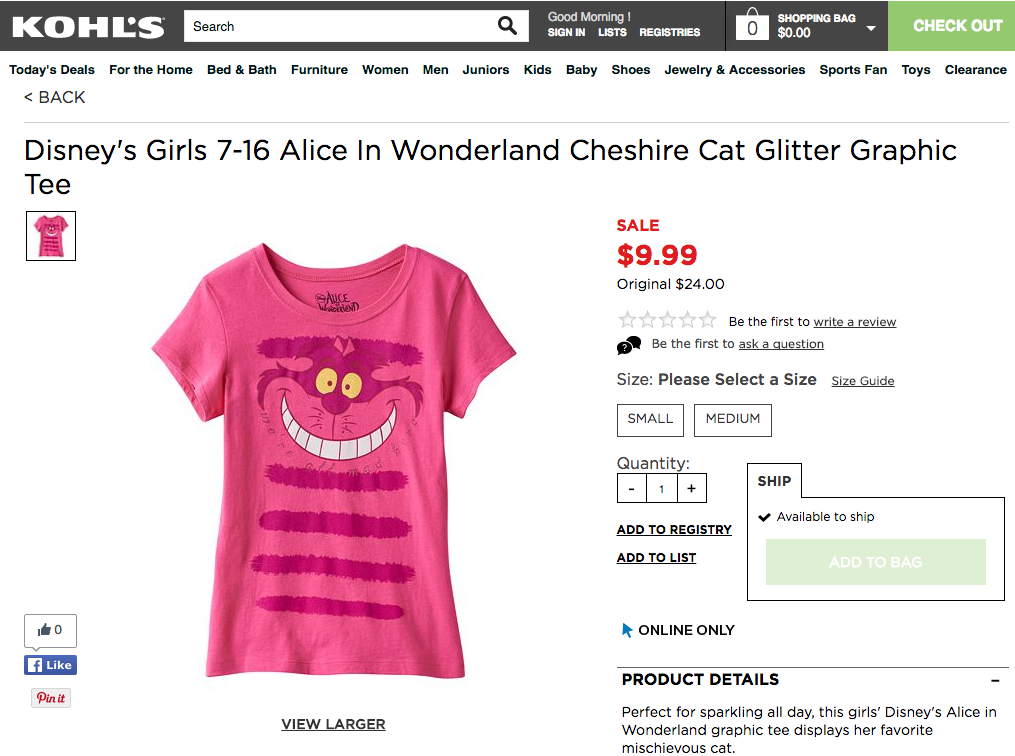 KOHL'S
Search
Good Morning !
SIGN IN LISTS REGISTRIES
0
SHOPPING BAG
$0.00
CHECK OUT
Today's Deals For the Home Bed & Bath Furniture Women Men Juniors Kids Baby Shoes Jewelry & Accessories Sports Fan Toys Clearance
< BACK
Disney's Girls 7-16 Alice In Wonderland Cheshire Cat Glitter Graphic
Tee
ALICE
IN
WONDERLAND
SALE
$9.99
Original $24.00
Be the first to write a review
? Be the first to ask a question
Size: Please Select a Size Size Guide
SMALL MEDIUM
Quantity:
- 1 +
SHIP
Available to ship
ADD TO BAG
ADD TO REGISTRY
ADD TO LIST
ONLINE ONLY
PRODUCT DETAILS -
Perfect for sparkling all day, this girls' Disney's Alice in
Wonderland graphic tee displays her favorite
mischievous cat.
0
f Like
Pin it
VIEW LARGER